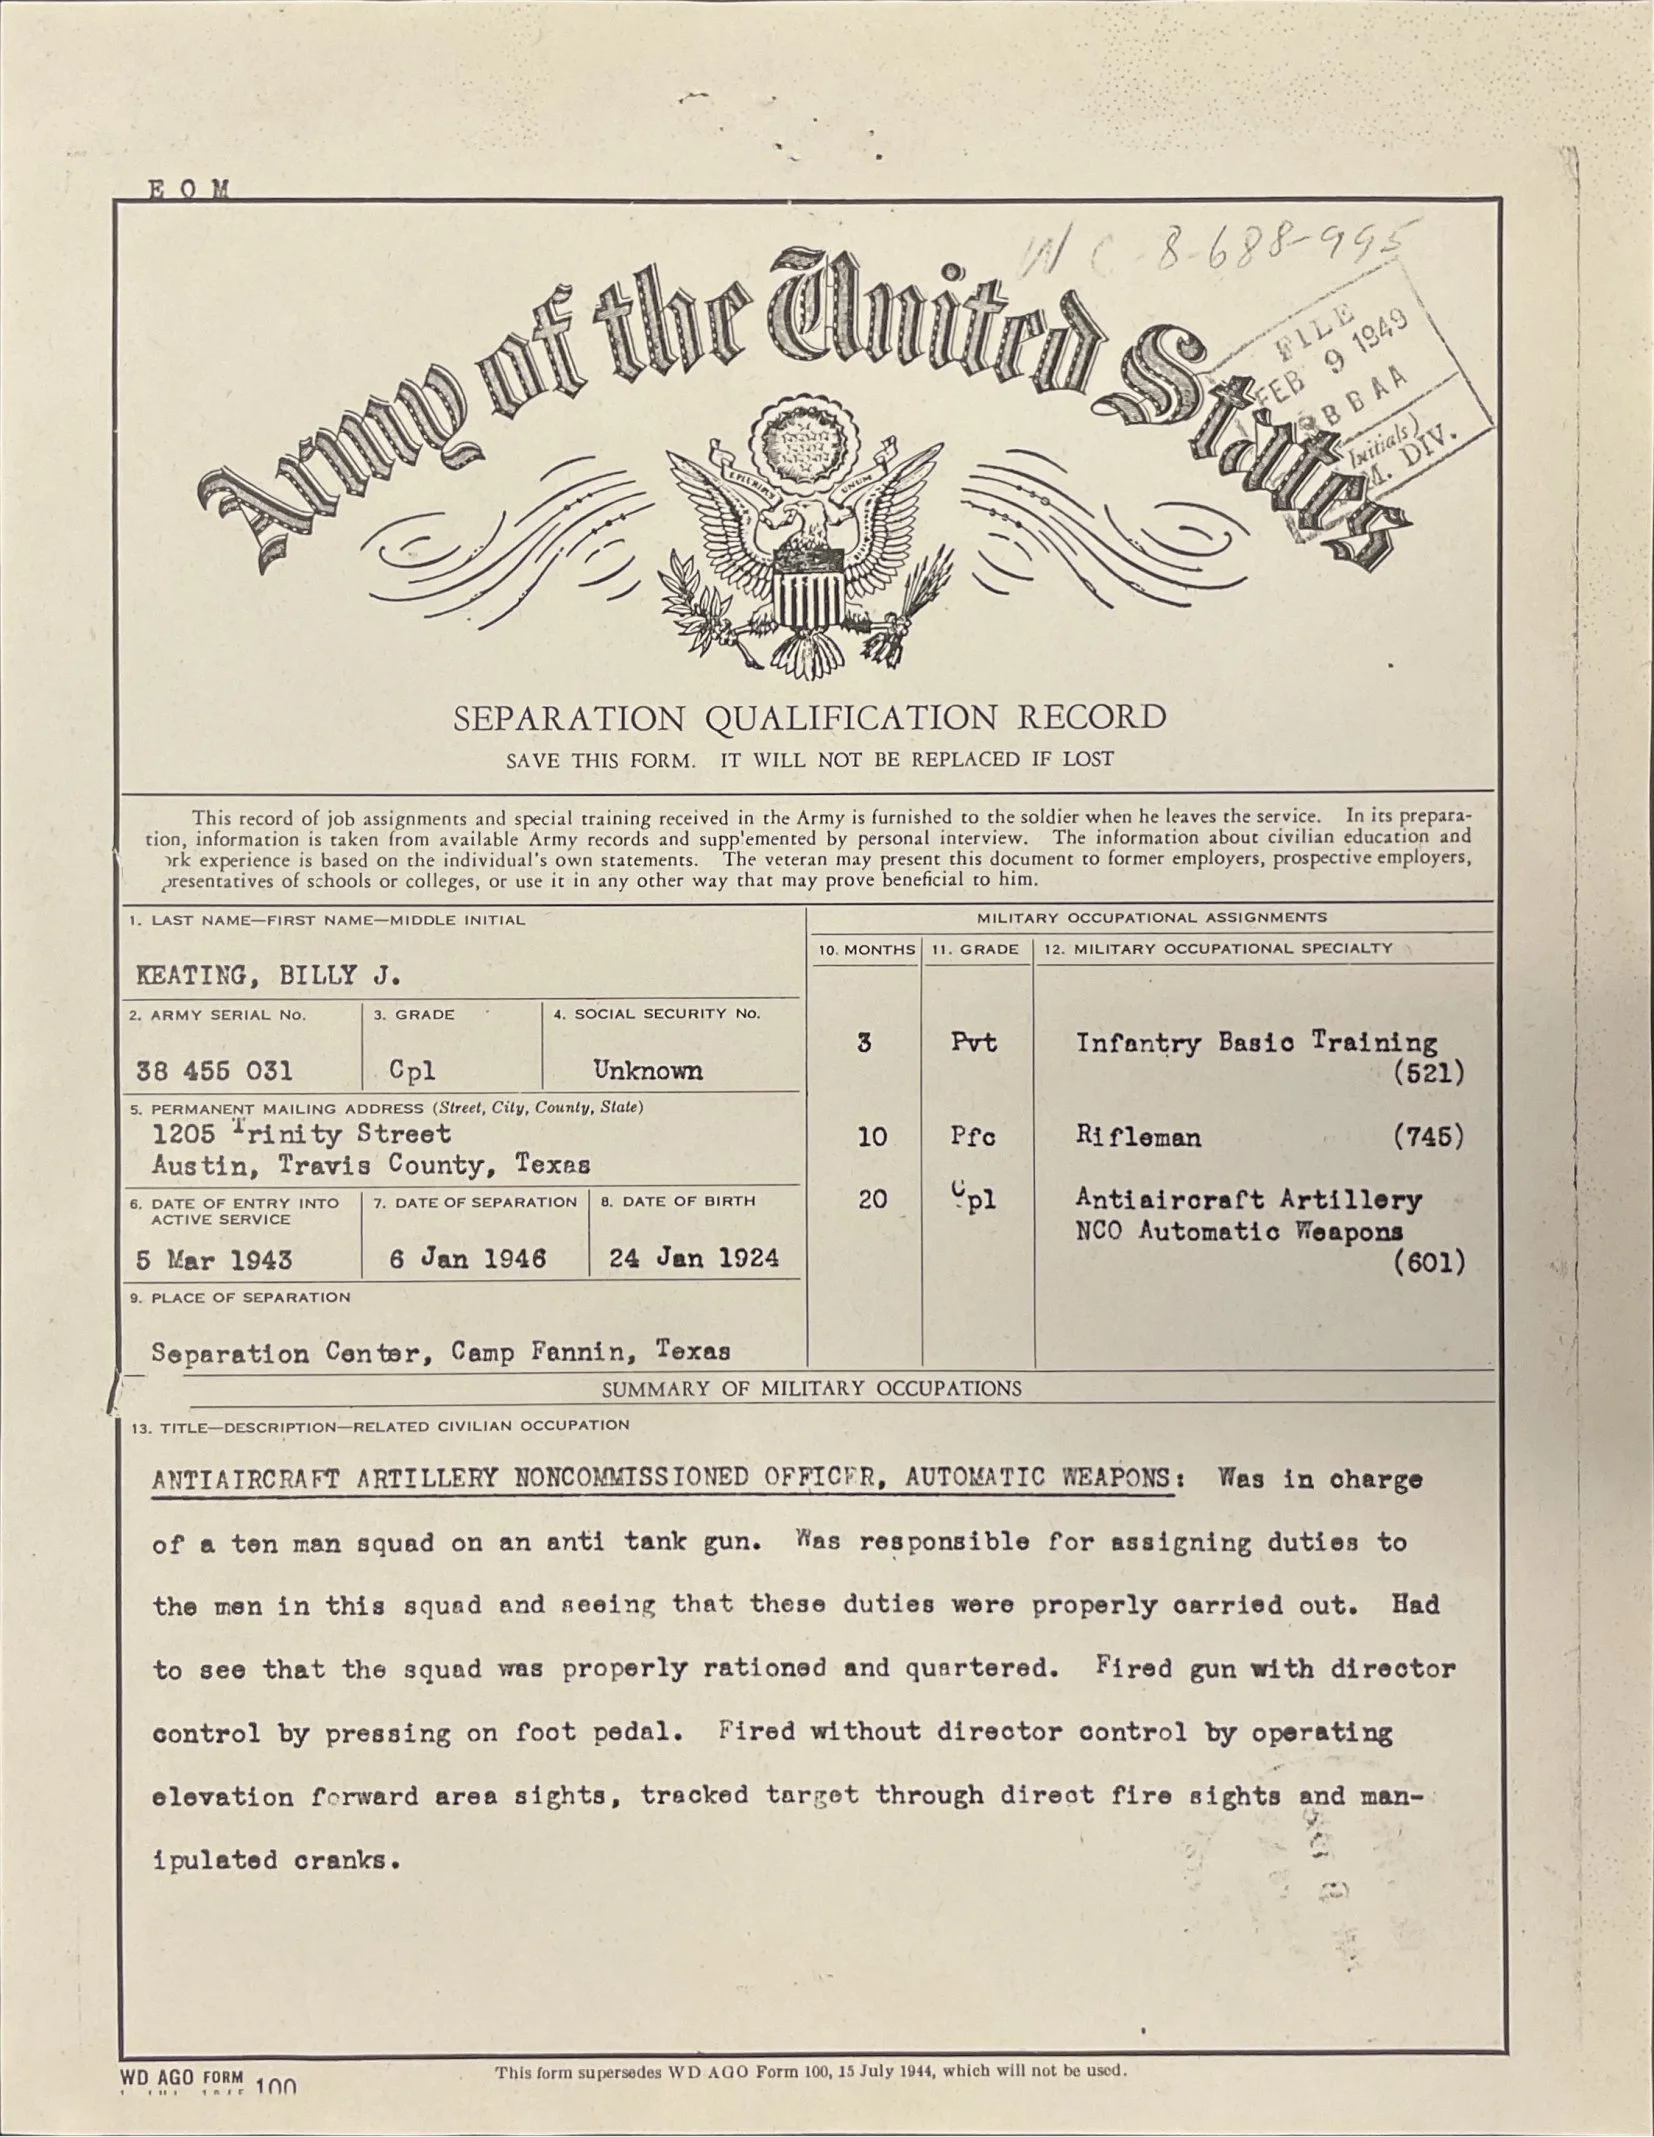 E O M
W C 8-688-995
Army of the United States
FILE
FEB 9 1949
BBAA
Initials)
M. DIV.
E PLURIBUS UNUM
SEPARATION QUALIFICATION RECORD
SAVE THIS FORM. IT WILL NOT BE REPLACED IF LOST
This record of job assignments and special training received in the Army is furnished to the soldier when he leaves the service. In its prepara-
tion, information is taken from available Army records and supp'emented by personal interview. The information about civilian education and
ork experience is based on the individual's own statements. The veteran may present this document to former employers, prospective employers,
presentatives of schools or colleges, or use it in any other way that may prove beneficial to him.
1. LAST NAME—FIRST NAME—MIDDLE INITIAL
KEATING, BILLY J.
2. ARMY SERIAL No. 3. GRADE 4. SOCIAL SECURITY No.
38 455 031 Cpl Unknown
5. PERMANENT MAILING ADDRESS (Street, City, County, State)
1205 Trinity Street
Austin, Travis County, Texas
6. DATE OF ENTRY INTO ACTIVE SERVICE 7. DATE OF SEPARATION 8. DATE OF BIRTH
5 Mar 1943 6 Jan 1946 24 Jan 1924
9. PLACE OF SEPARATION
Separation Center, Camp Fannin, Texas
MILITARY OCCUPATIONAL ASSIGNMENTS
10. MONTHS 11. GRADE 12. MILITARY OCCUPATIONAL SPECIALTY
3 Pvt Infantry Basic Training
(521)
10 Pfc Rifleman (745)
20 Cpl Antiaircraft Artillery
NCO Automatic Weapons
(601)
SUMMARY OF MILITARY OCCUPATIONS
13. TITLE—DESCRIPTION—RELATED CIVILIAN OCCUPATION
ANTIAIRCRAFT ARTILLERY NONCOMMISSIONED OFFICER, AUTOMATIC WEAPONS: Was in charge
of a ten man squad on an anti tank gun. Was responsible for assigning duties to
the men in this squad and seeing that these duties were properly carried out. Had
to see that the squad was properly rationed and quartered. Fired gun with director
control by pressing on foot pedal. Fired without director control by operating
elevation forward area sights, tracked target through direct fire sights and man-
ipulated cranks.
WD AGO FORM 100
This form supersedes WD AGO Form 100, 15 July 1944, which will not be used.